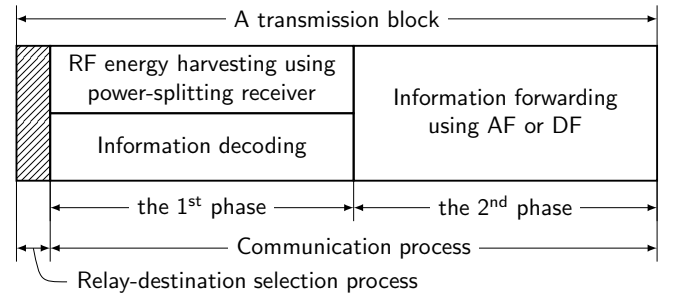 A transmission block
RF energy harvesting using
power-splitting receiver
Information decoding
Information forwarding
using AF or DF
the 1st phase
the 2nd phase
Communication process
Relay-destination selection process